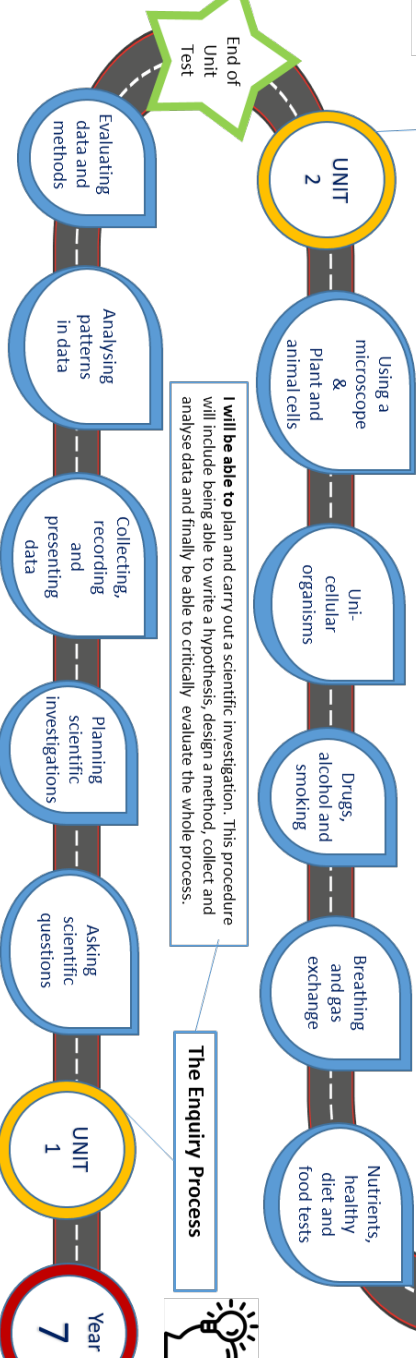 UNIT
2
Using a
microscope
&
Plant and
animal cells
Uni-
cellular
organisms
Drugs,
alcohol and
smoking
Breathing
and gas
exchange
Nutrients,
healthy
diet and
food tests
End of
Unit
Test
I will be able to plan and carry out a scientific investigation. This procedure
will include being able to write a hypothesis, design a method, collect and
analyse data and finally be able to critically evaluate the whole process.
The Enquiry Process
Evaluating
data and
methods
Analysing
patterns
in data
Collecting,
recording
and
presenting
data
Planning
scientific
investigations
Asking
scientific
questions
UNIT
1
Year
7